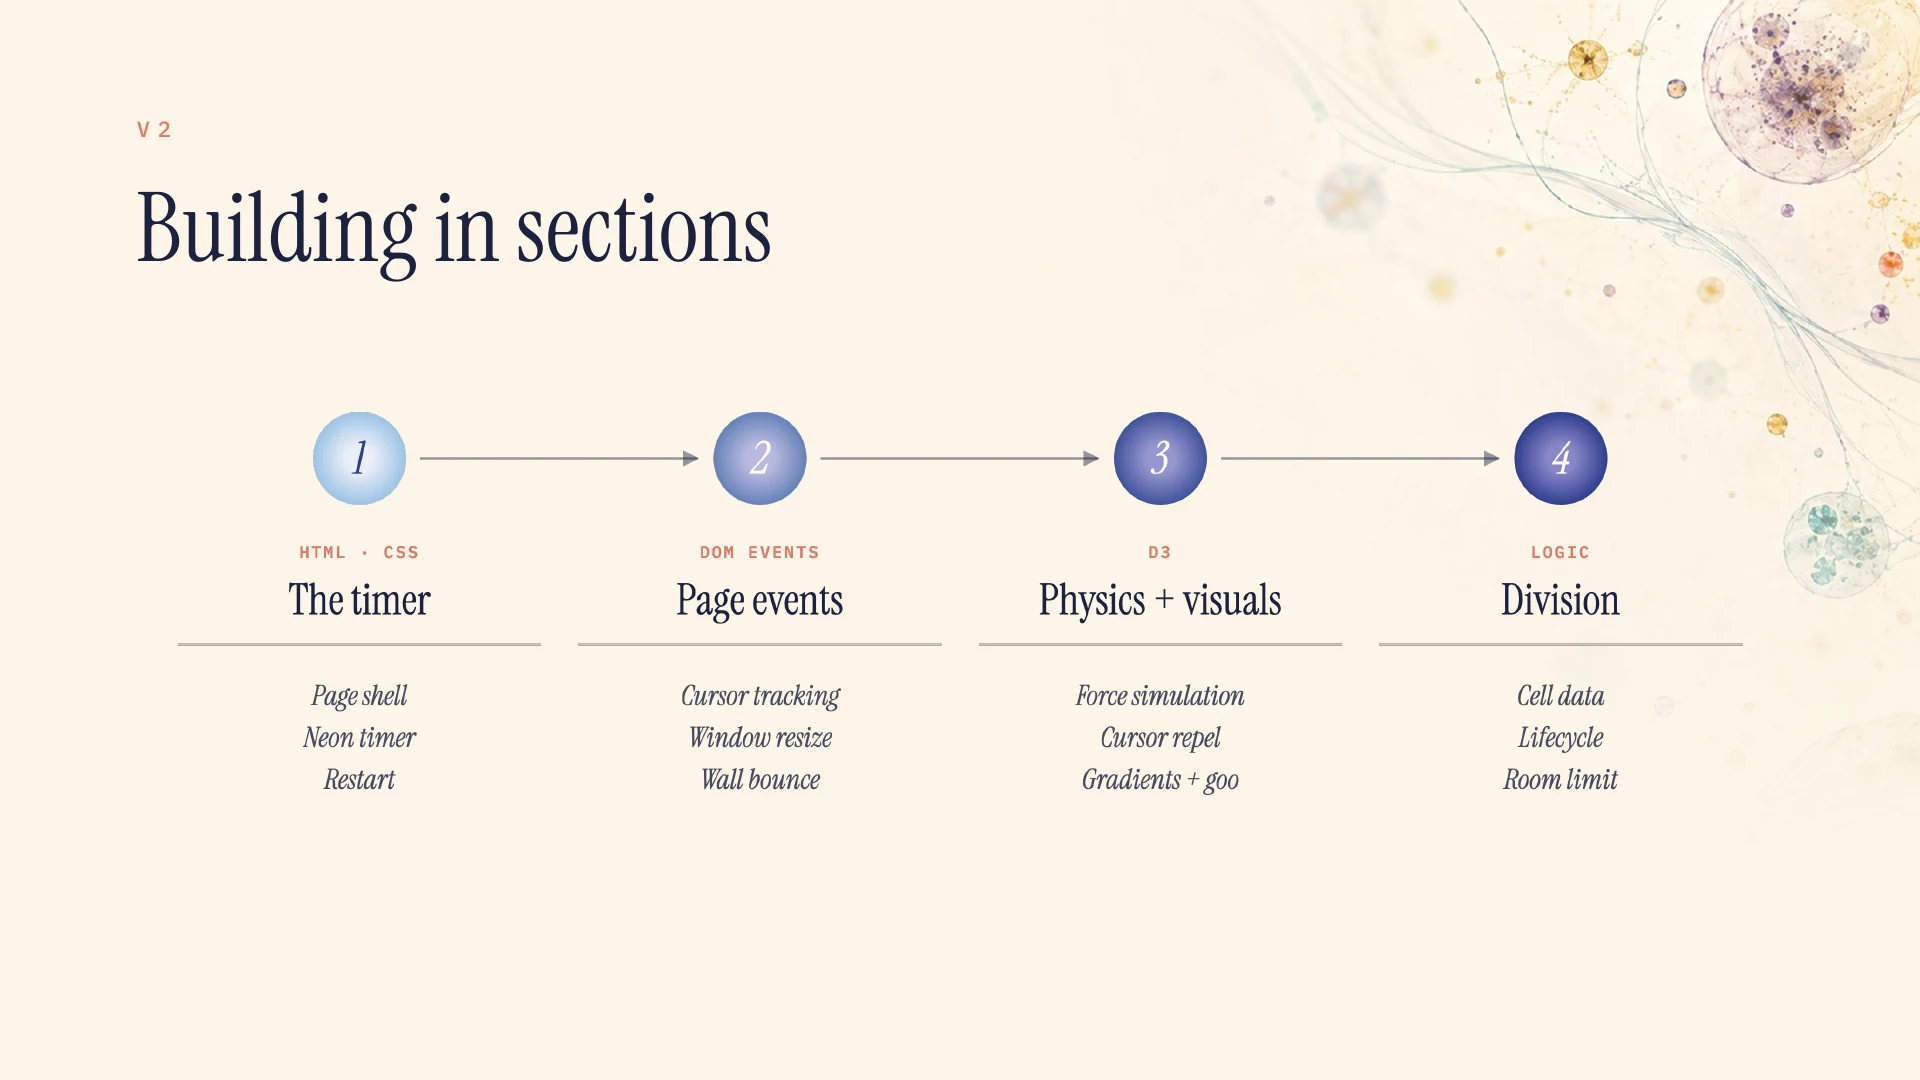 V2
Building in sections
1
2
3
4
HTML · CSS
The timer
Page shell
Neon timer
Restart
DOM EVENTS
Page events
Cursor tracking
Window resize
Wall bounce
D3
Physics + visuals
Force simulation
Cursor repel
Gradients + goo
LOGIC
Division
Cell data
Lifecycle
Room limit